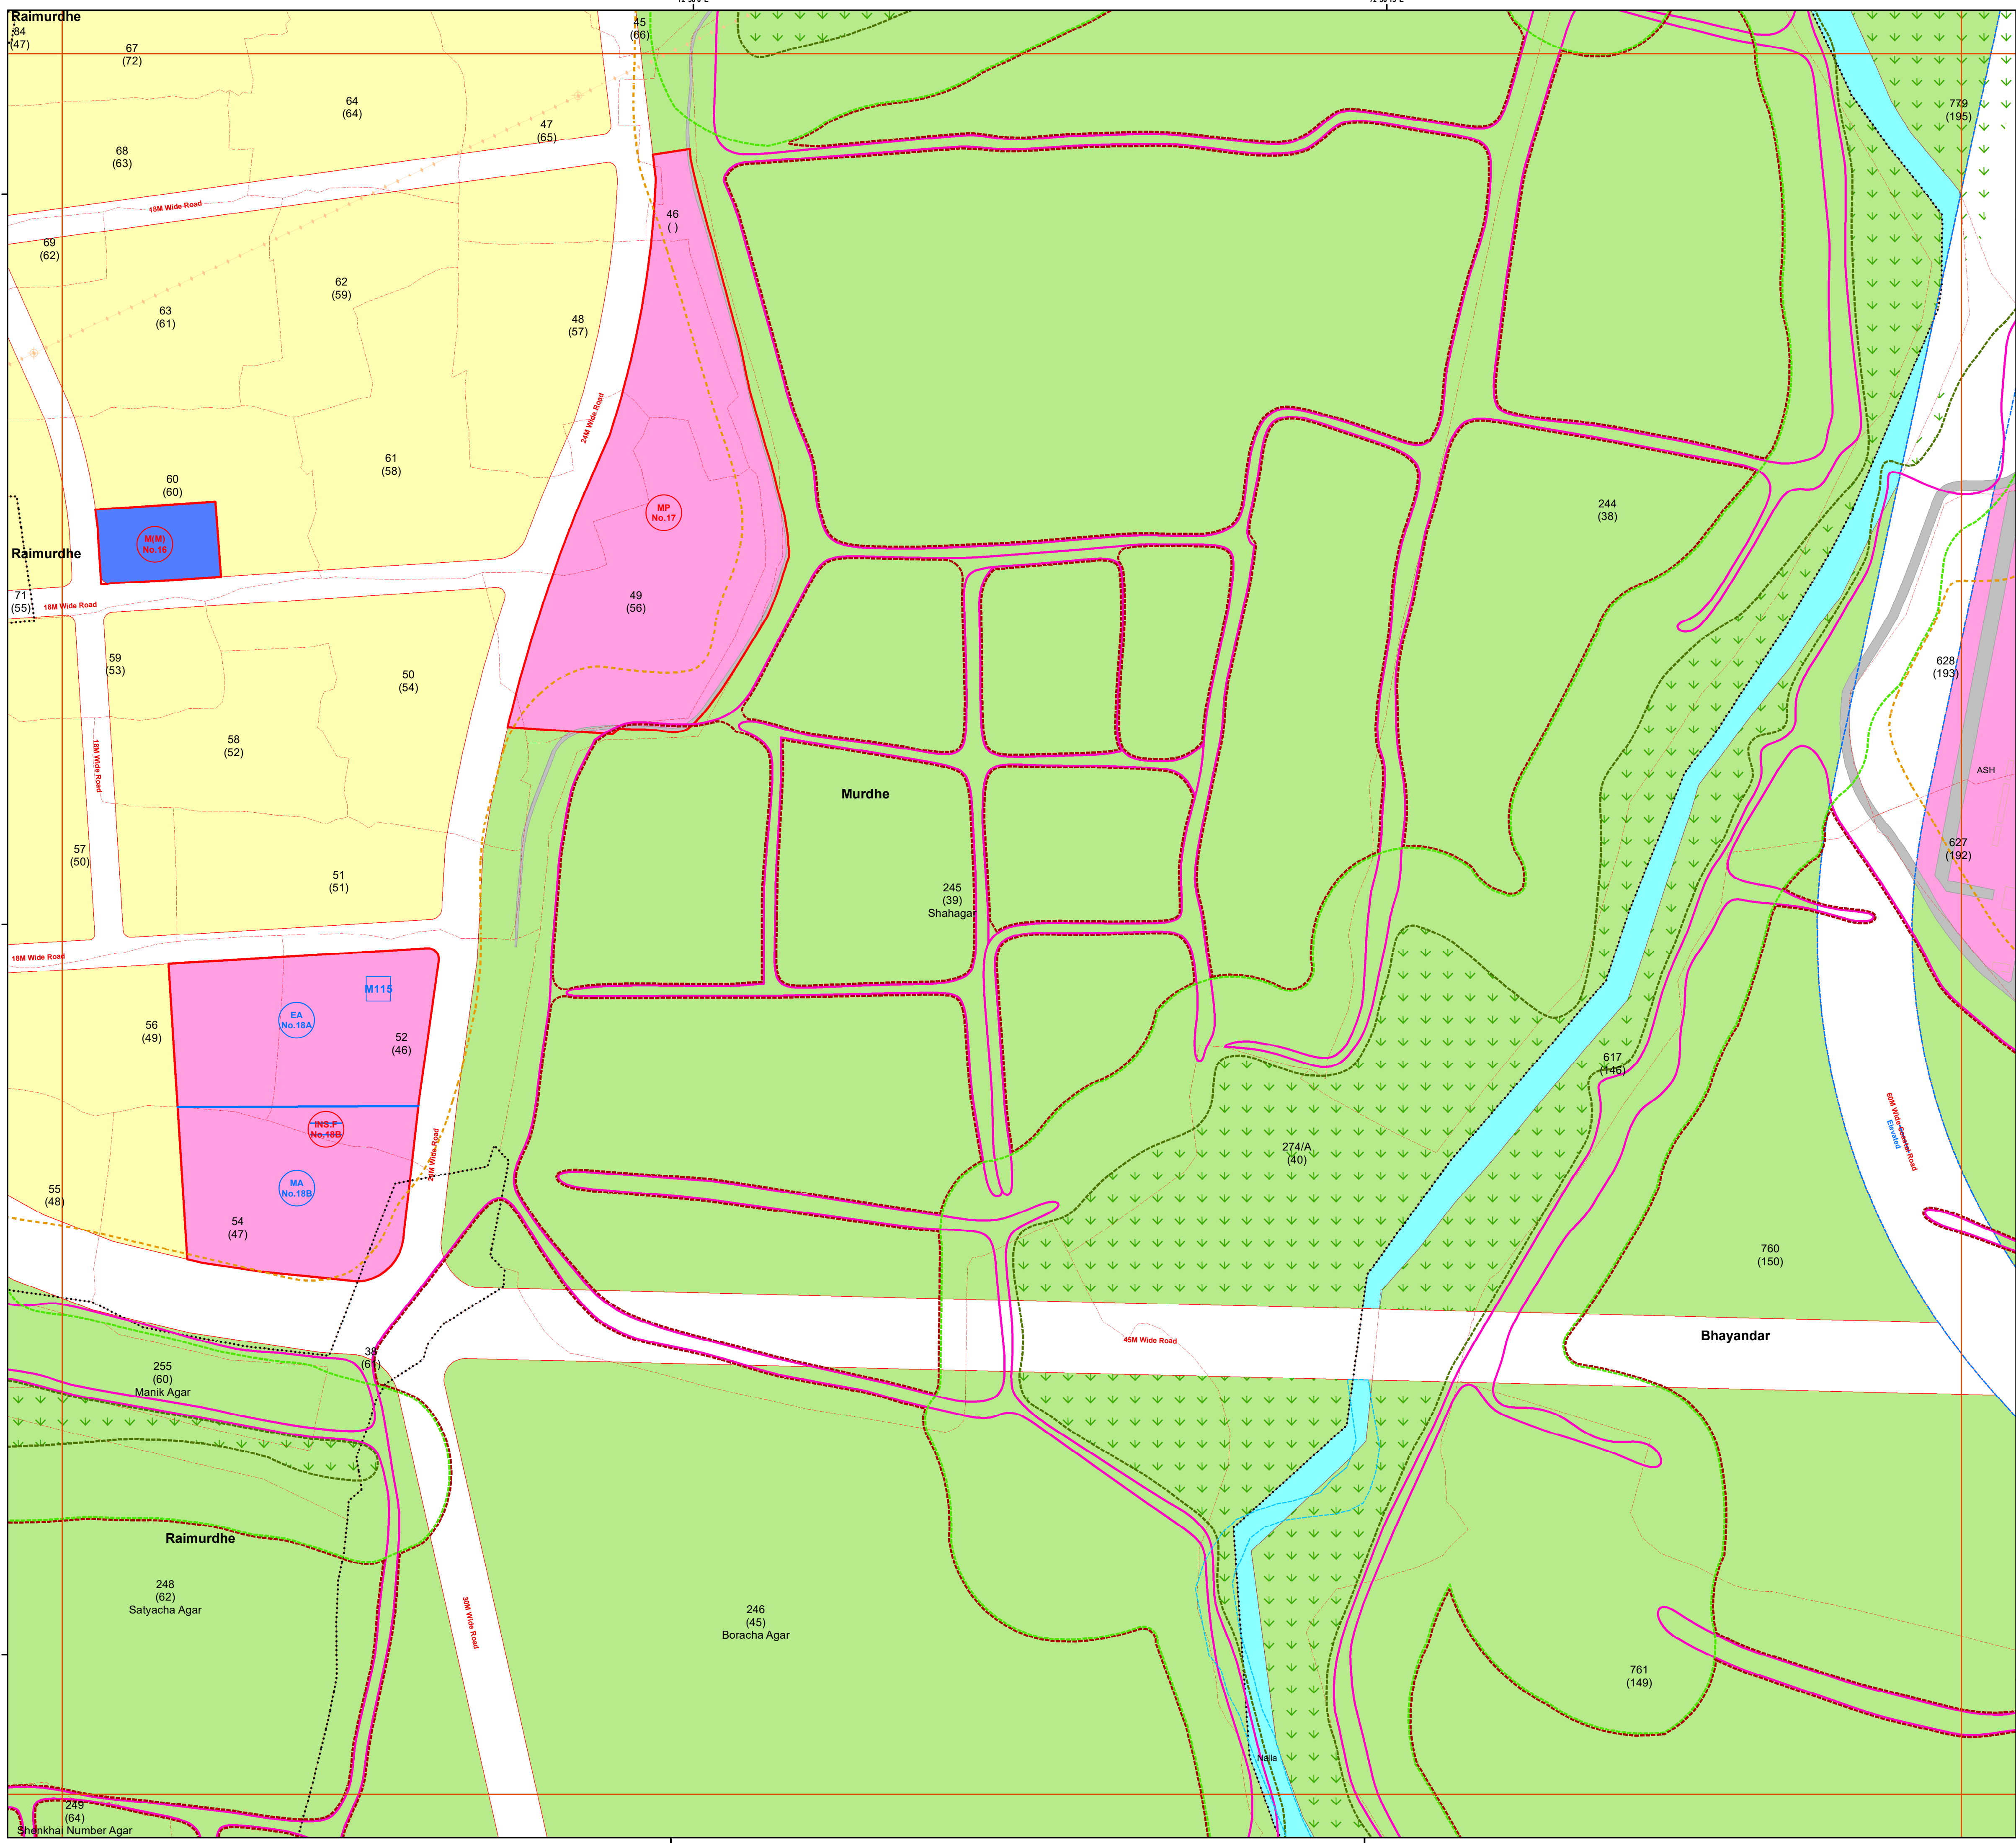 Raimurdhe
84
(47)
67
(72)
45
(66)
64
(64)
47
(65)
68
(63)
779
(195)
18M Wide Road
46
( )
69
(62)
62
(59)
63
(61)
48
(57)
24M Wide Road
61
(58)
60
(60)
MP
No.17
244
(38)
M(M)
No.16
Raimurdhe
71
(55)
18M Wide Road
49
(56)
59
(53)
50
(54)
628
(193)
58
(52)
18M Wide Road
ASH
Murdhe
57
(50)
51
(51)
627
(192)
245
(39)
Shahagar
18M Wide Road
M115
EA
No.18A
56
(49)
52
(46)
617
(146)
INS.F
No.18B
60M Wide Coastal Road
Elevated
274/A
(40)
Wide Road
MA
No.18B
55
(48)
54
(47)
760
(150)
45M Wide Road
Bhayandar
38
(61)
255
(60)
Manik Agar
Raimurdhe
248
(62)
Satyacha Agar
30M Wide Road
246
(45)
Boracha Agar
761
(149)
Nalla
249
(64)
Shenkhai Number Agar